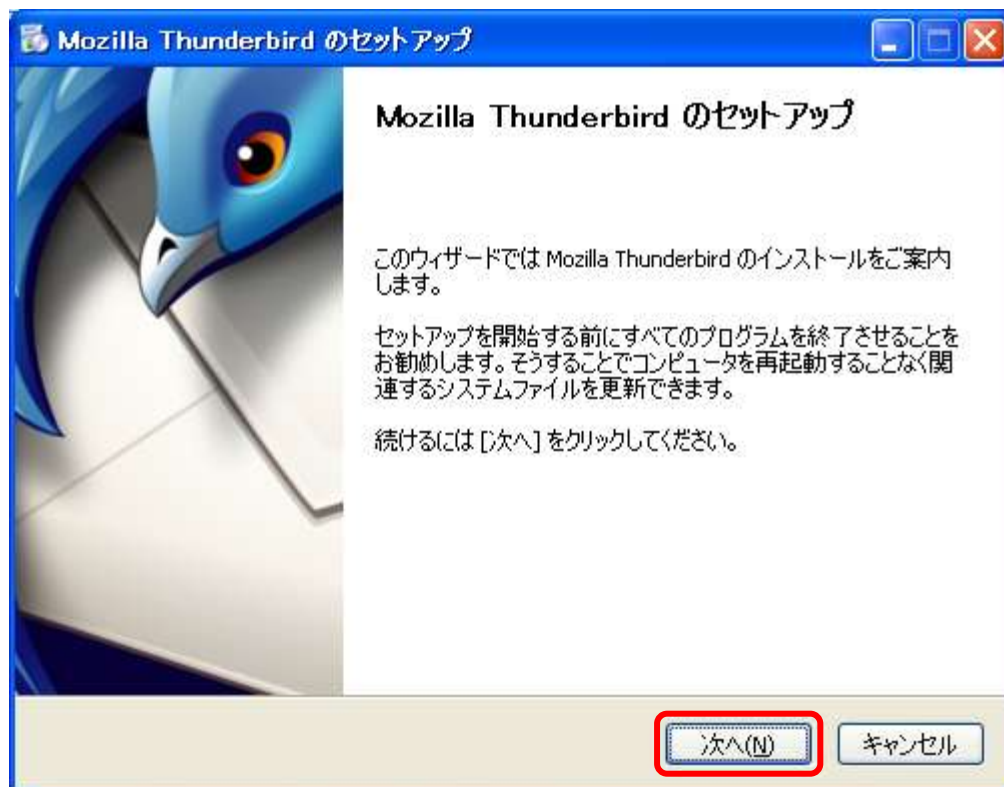 Mozilla Thunderbird のセットアップ
Mozilla Thunderbird のセットアップ
このウィザードでは Mozilla Thunderbird のインストールをご案内
します。
セットアップを開始する前にすべてのプログラムを終了させることを
お勧めします。そうすることでコンピュータを再起動することなく関
連するシステムファイルを更新できます。
続けるには [次へ] をクリックしてください。
次へ(N)
キャンセル